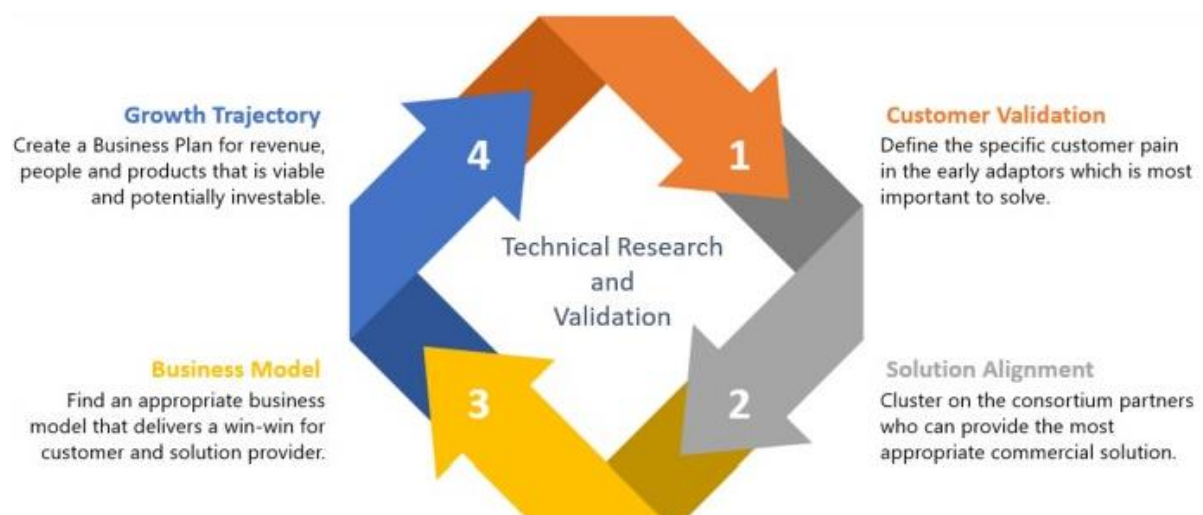 Growth Trajectory
Create a Business Plan for revenue,
people and products that is viable
and potentially investable.
4
1
Customer Validation
Define the specific customer pain
in the early adaptors which is most
important to solve.
Technical Research
and
Validation
Business Model
Find an appropriate business
model that delivers a win-win for
customer and solution provider.
3
2
Solution Alignment
Cluster on the consortium partners
who can provide the most
appropriate commercial solution.